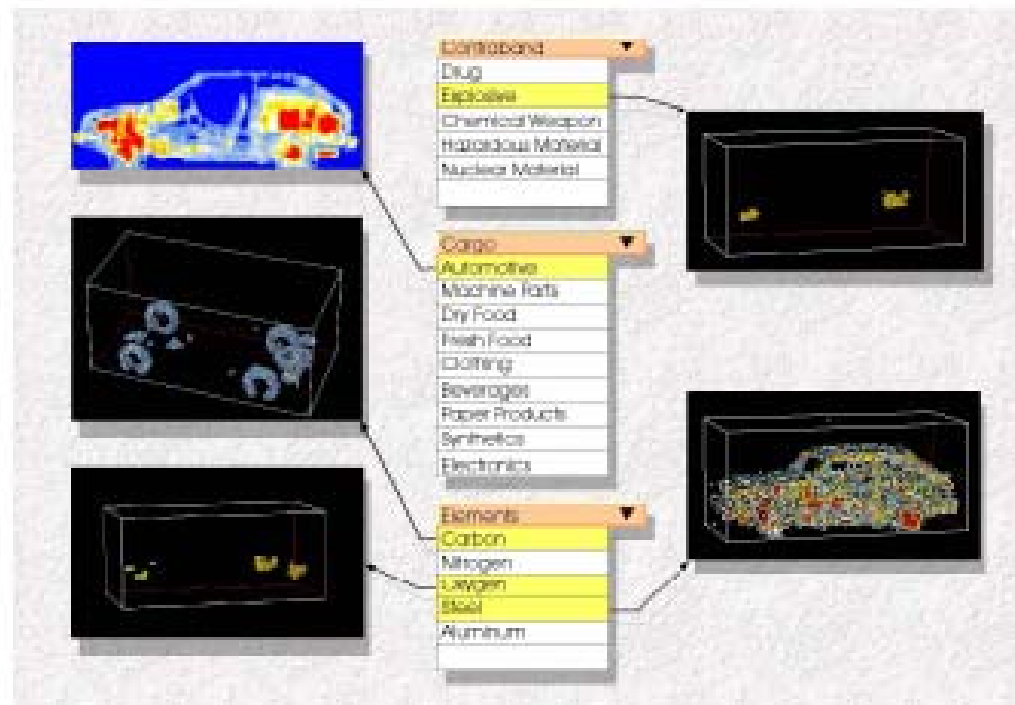 Contraband
Drug
Explosive
Chemical Weapon
Hazardous Material
Nuclear Material
Cargo
Automotive
Machine Parts
Dry Food
Fresh Food
Clothing
Beverages
Paper Products
Synthetics
Electronics
Elements
Carbon
Nitrogen
Oxygen
Steel
Aluminum